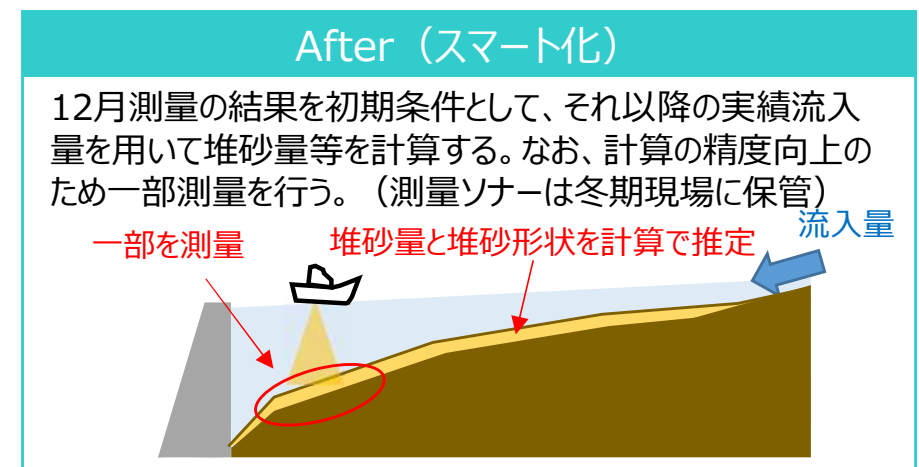 After（スマート化）
12月測量の結果を初期条件として、それ以降の実績流入
量を用いて堆砂量等を計算する。なお、計算の精度向上の
ため一部測量を行う。（測量ソナーは冬期現場に保管）
流入量
一部を測量
堆砂量と堆砂形状を計算で推定